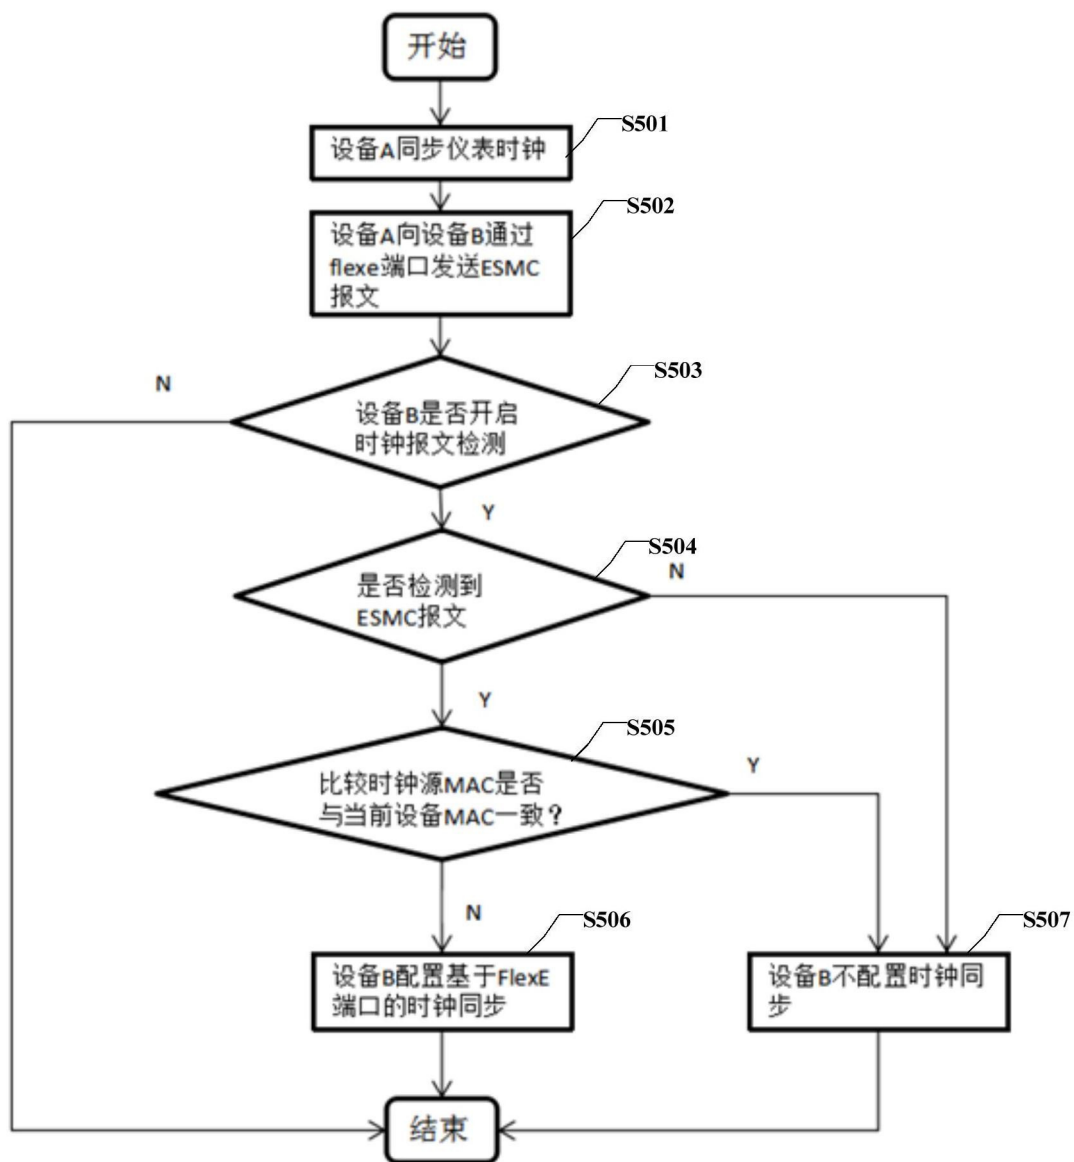 开始
S501
设备A同步仪表时钟
S502
设备A向设备B通过
flexe端口发送ESMC
报文
S503
N
设备B是否开启
时钟报文检测
Y
S504
N
是否检测到
ESMC报文
Y
S505
Y
比较时钟源MAC是否
与当前设备MAC一致？
N
S506
S507
设备B配置基于FlexE
端口的时钟同步
设备B不配置时钟同
步
结束